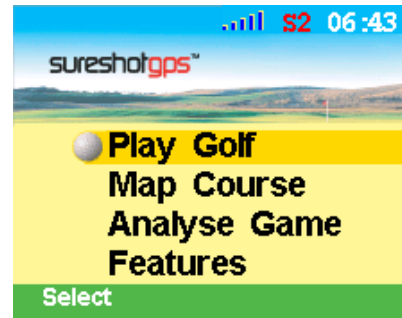 S2 06:43
sureshotgps™
Play Golf
Map Course
Analyse Game
Features
Select